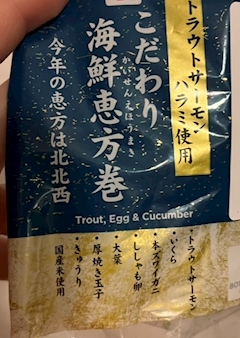 トラウトサーモン
ハラミ使用
こだわり
海鮮恵方巻
かいせんえほうまき
今年の恵方は北北西
Trout, Egg & Cucumber
・トラウトサーモン
・いくら
・本ズワイガニ
・ししゃも卵
・大葉
・厚焼き玉子
・きゅうり
国産米使用